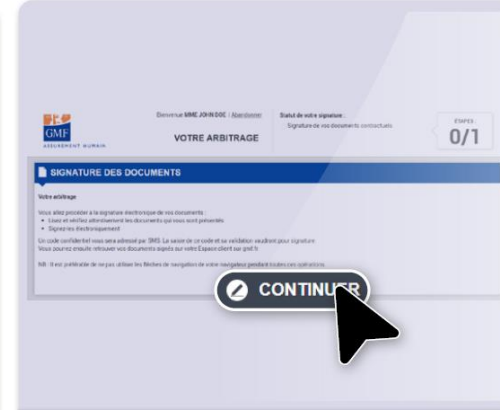 GMF
ASSURÉMENT HUMAIN
Bienvenue MME JOHN DOE | Abandonner
VOTRE ARBITRAGE
Statut de votre signature :
Signature de vos documents contractuels
ETAPES :
0/1
SIGNATURE DES DOCUMENTS
Votre arbitrage
Vous allez procéder à la signature électronique de vos documents :
• Lisez et vérifiez attentivement les documents qui vous sont présentés
• Signez-les électroniquement
Un code confidentiel vous sera adressé par SMS. La saisie de ce code et sa validation vaudront pour signature.
Vous pourrez ensuite retrouver vos documents signés sur votre Espace client sur gmf.fr
NB : Il est préférable de ne pas utiliser les flèches de navigation de votre navigateur pendant toutes ces opérations.
CONTINUER